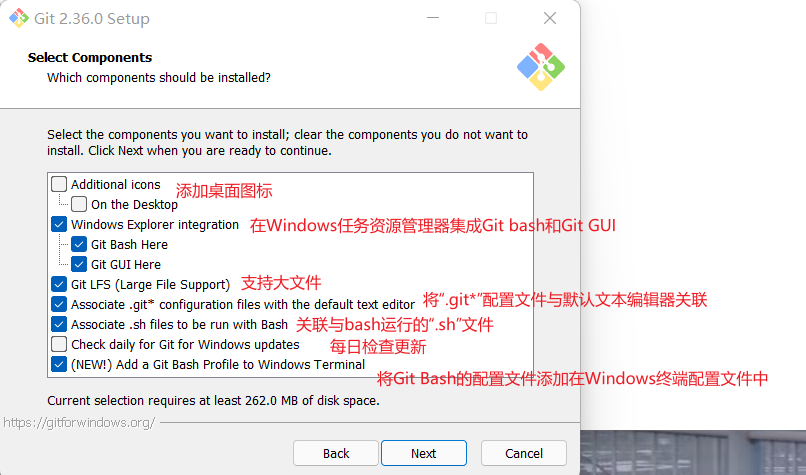 Git 2.36.0 Setup
Select Components
Which components should be installed?
Select the components you want to install; clear the components you do not want to
install. Click Next when you are ready to continue.
Additional icons
添加桌面图标
On the Desktop
Windows Explorer integration 在Windows任务资源管理器集成Git bash和Git GUI
Git Bash Here
Git GUI Here
Git LFS (Large File Support) 支持大文件
Associate .git* configuration files with the default text editor 将“.git*”配置文件与默认文本编辑器关联
Associate .sh files to be run with Bash 关联与bash运行的“.sh”文件
Check daily for Git for Windows updates 每日检查更新
(NEW!) Add a Git Bash Profile to Windows Terminal
将Git Bash的配置文件添加在Windows终端配置文件中
Current selection requires at least 262.0 MB of disk space.
https://gitforwindows.org/
Back Next Cancel